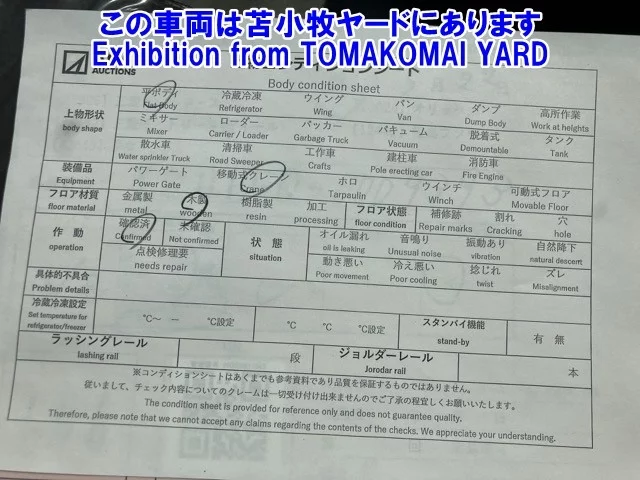 この車両は苫小牧ヤードにあります
Exhibition from TOMAKOMAI YARD
AUCTIONS
ンディションシート
Body condition sheet
上物形状 body shape
平ボディ 冷蔵冷凍 ウイング バン ダンプ 高所作業
Flat Body Refrigerator Wing Van Dump Body Work at heights
ミキサー ローダー パッカー バキューム 脱着式 タンク
Mixer Carrier / Loader Garbage Truck Vacuum Demountable Tank
散水車 清掃車 工作車 建柱車 消防車
Water sprinkler Truck Road Sweeper Crafts Pole erecting car Fire Engine
装備品 Equipment
パワーゲート 移動式クレーン ホロ ウインチ 可動式フロア
Power Gate Crane Tarpaulin Winch Movable Floor
フロア材質 floor material
金属製 木製 樹脂製 加工 フロア状態 補修跡 割れ 穴
metal wooden resin processing floor condition Repair marks Cracking hole
作動 operation
確認済 未確認
Confirmed Not confirmed
点検修理要
needs repair
状態 situation
オイル漏れ 音鳴り 振動あり 自然降下
oil is leaking Unusual noise vibration natural descent
動き悪い 冷え悪い 捻じれ ズレ
Poor movement Poor cooling twist Misalignment
具体的不具合
Problem details
冷蔵冷凍設定
Set temperature for refrigerator/freezer
℃〜 ー ℃設定 ℃ ℃ ℃設定 スタンバイ機能 stand-by 有 無
ラッシングレール 段 ジョルダーレール 本
lashing rail Jorodar rail
※コンディションシートはあくまでも参考資料であり品質を保証するものではありません。
従いまして、チェック内容についてのクレームは一切受け付け出来ませんのでご了承の程宜しくお願いいたします。
The condition sheet is provided for reference only and does not guarantee quality.
Therefore, please note that we cannot accept any claims regarding the contents of the checks. We appreciate your understanding.